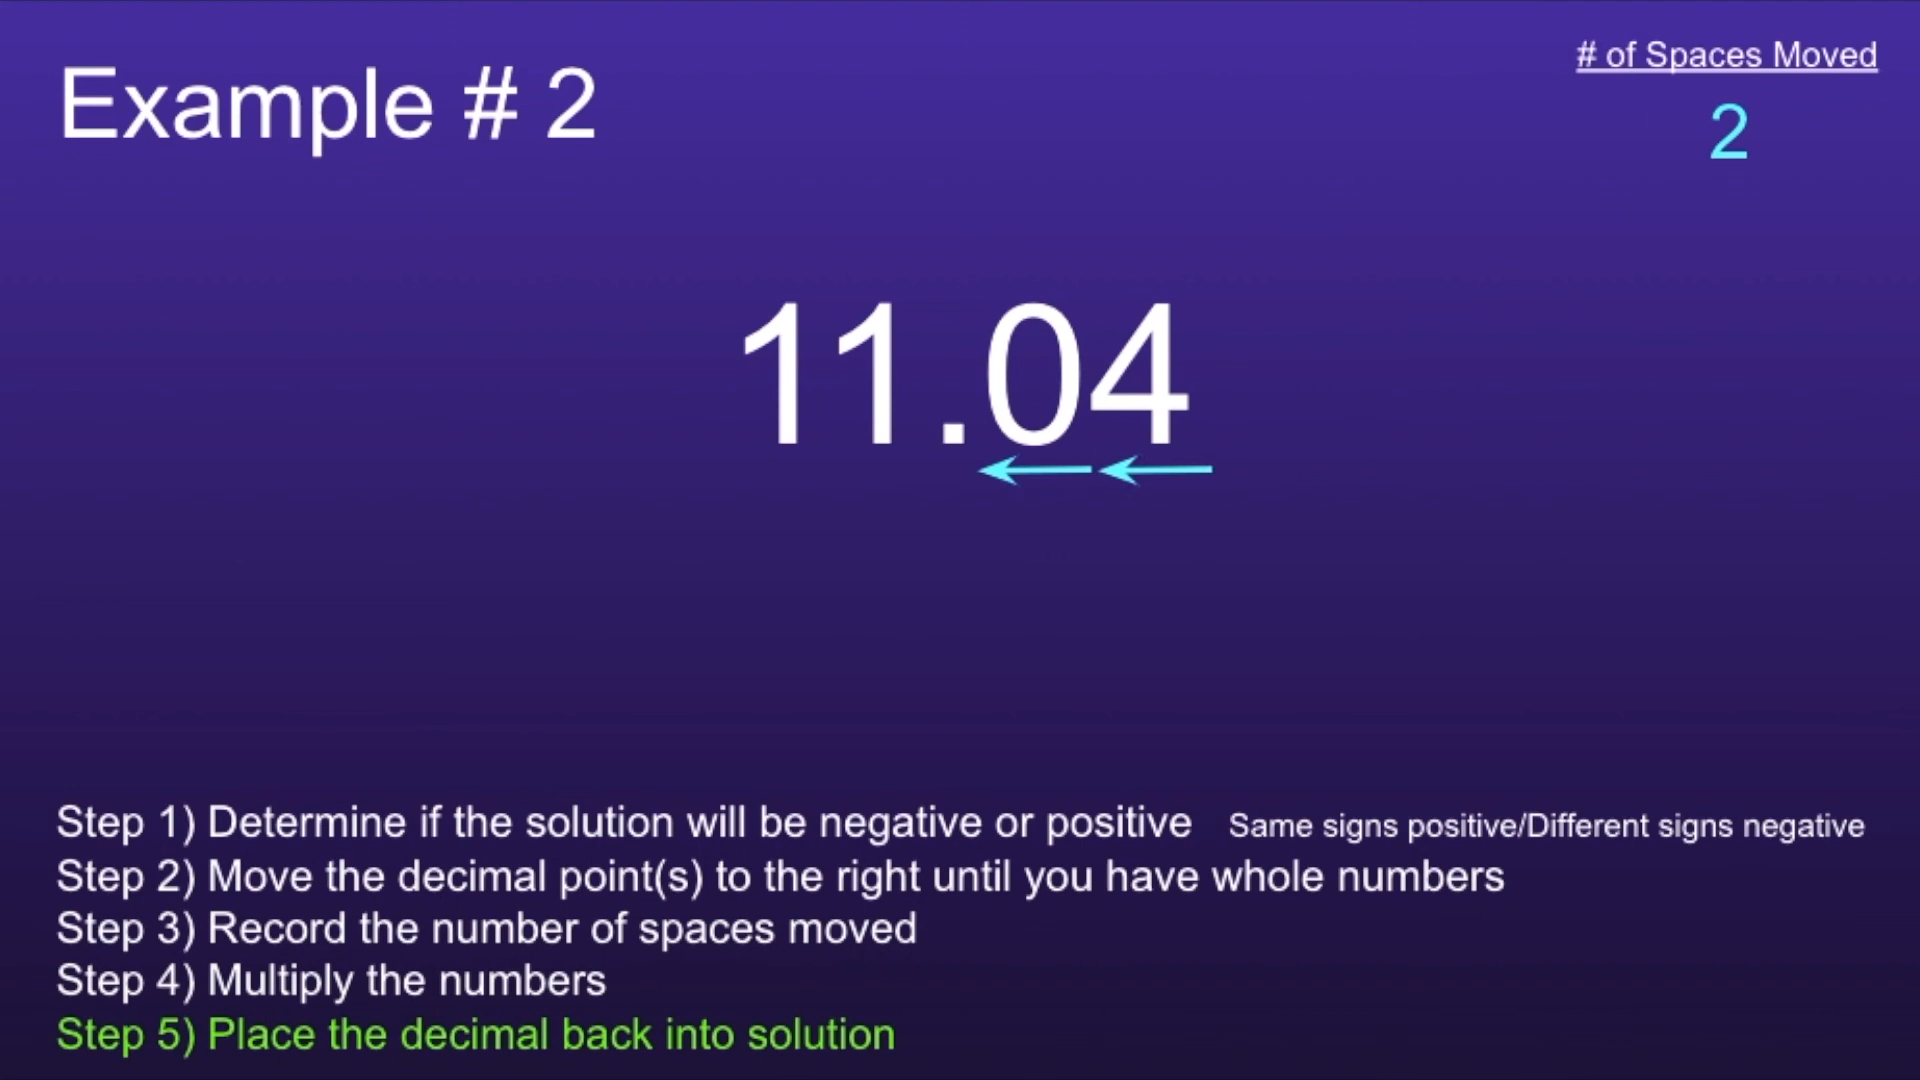 Example # 2
# of Spaces Moved
2
11.04
Step 1) Determine if the solution will be negative or positive Same signs positive/Different signs negative
Step 2) Move the decimal point(s) to the right until you have whole numbers
Step 3) Record the number of spaces moved
Step 4) Multiply the numbers
Step 5) Place the decimal back into solution